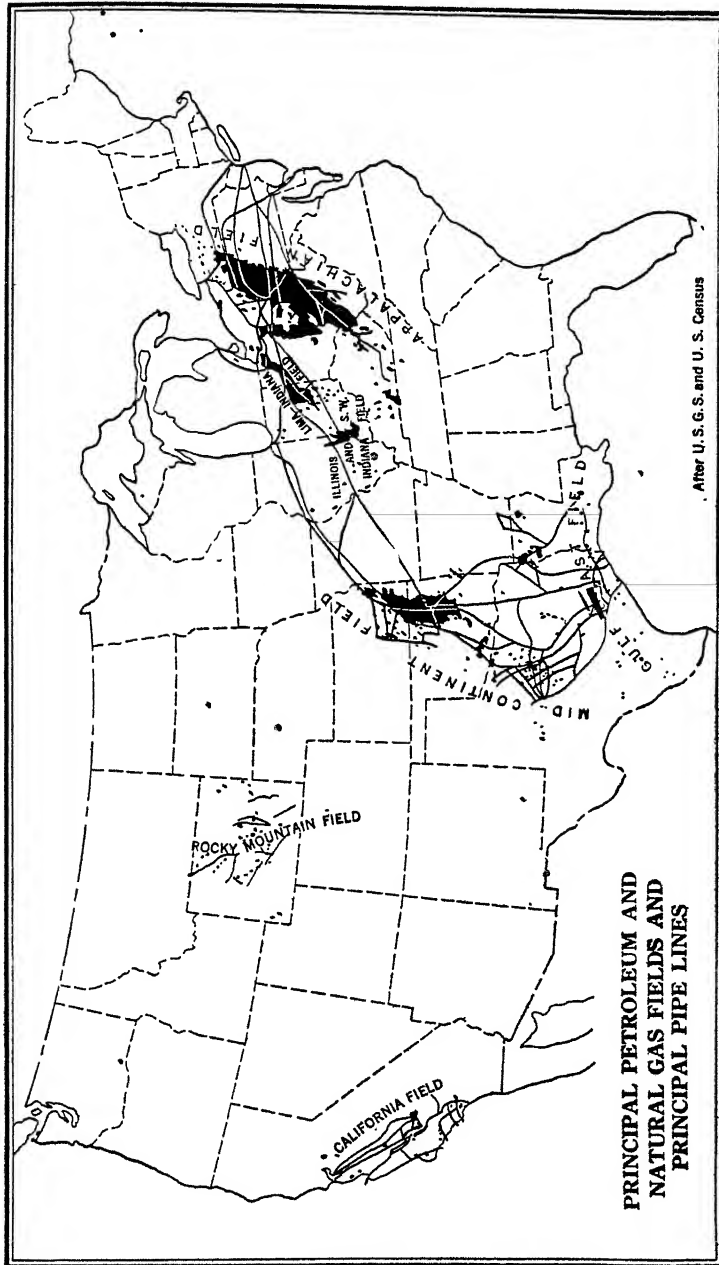 PRINCIPAL PETROLEUM AND
NATURAL GAS FIELDS AND
PRINCIPAL PIPE LINES
CALIFORNIA FIELD
ROCKY MOUNTAIN FIELD
MID-CONTINENT FIELD
GULF
FIELD
ILLINOIS
AND S. W.
INDIANA FIELD
LIMA INDIANA
FIELD
APPALACHIAN FIELD
After U.S.G.S. and U. S. Census